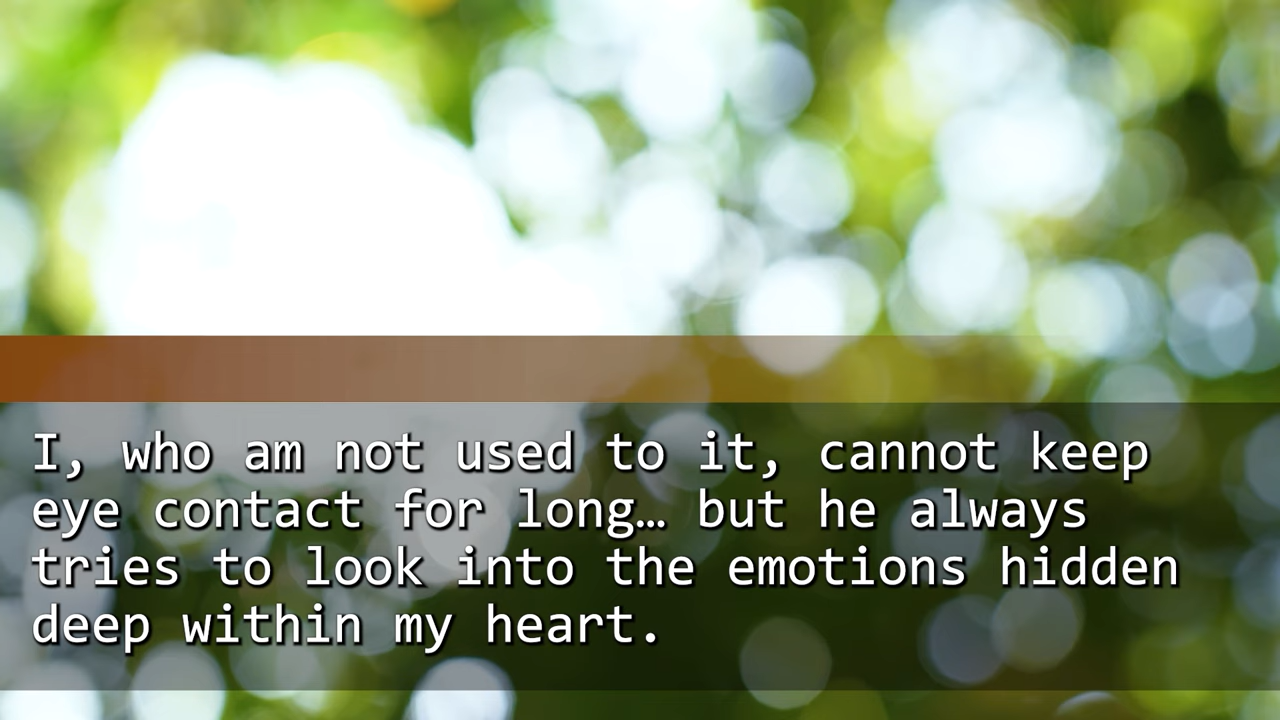 I, who am not used to it, cannot keep
eye contact for long… but he always
tries to look into the emotions hidden
deep within my heart.